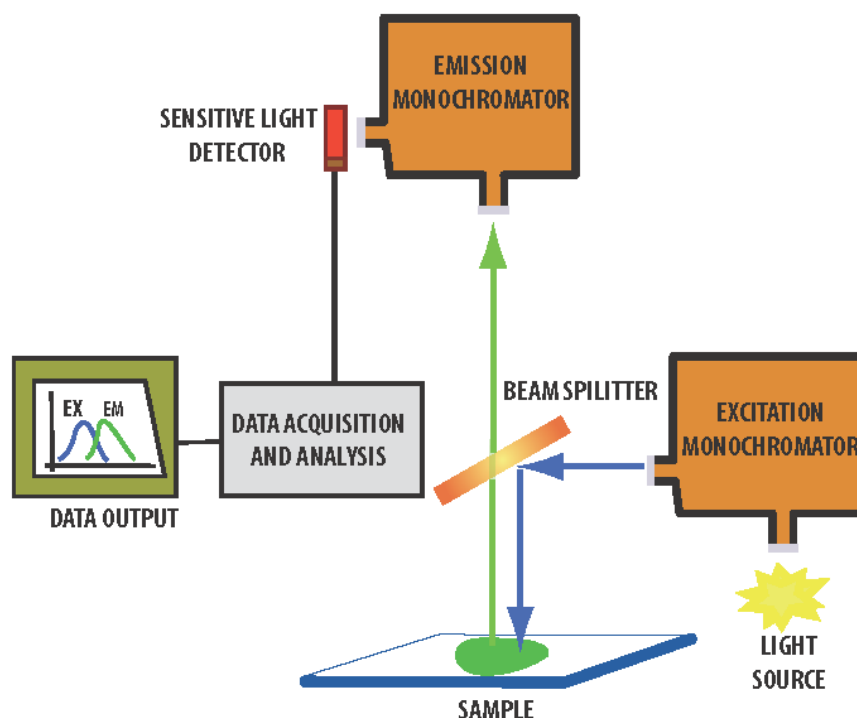 EMISSION
MONOCHROMATOR
SENSITIVE LIGHT
DETECTOR
BEAM SPILITTER
EXCITATION
MONOCHROMATOR
EX
EM
DATA ACQUISITION
AND ANALYSIS
DATA OUTPUT
LIGHT
SOURCE
SAMPLE